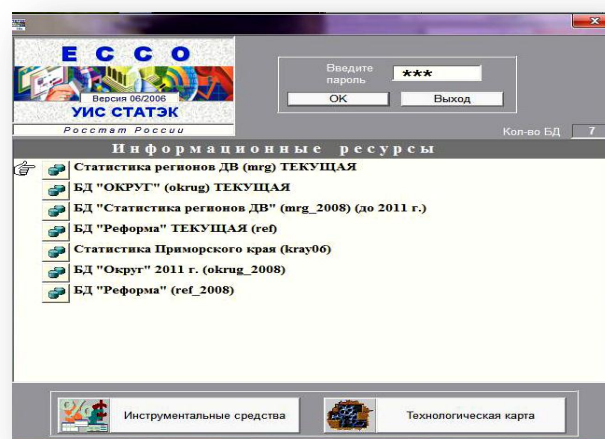 Е С С О
Версия 06/2006
УИС СТАТЭК
Росстат России
Введите
пароль
***
OK
Выход
Кол-во БД 7
Информационные ресурсы
Статистика регионов ДВ (mrg) ТЕКУЩАЯ
БД "ОКРУГ" (okrug) ТЕКУЩАЯ
БД "Статистика регионов ДВ" (mrg_2008) (до 2011 г.)
БД "Реформа" ТЕКУЩАЯ (ref)
Статистика Приморского края (kray06)
БД "Округ" 2011 г. (okrug_2008)
БД "Реформа" (ref_2008)
Инструментальные средства
Технологическая карта